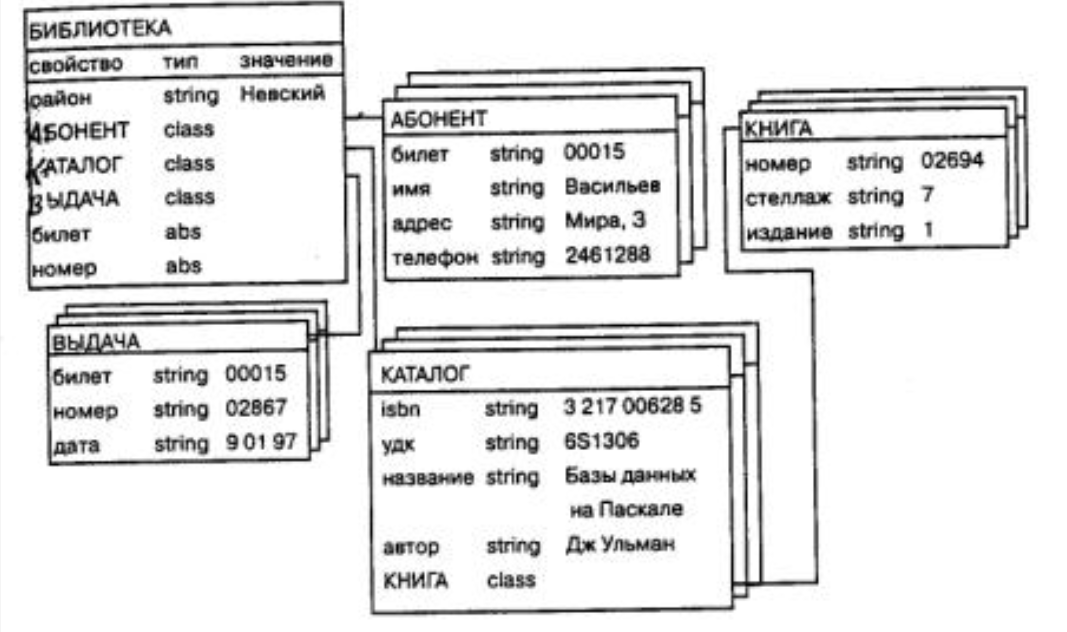 БИБЛИОТЕКА
свойство тип значение
район string Невский
АБОНЕНТ class
КАТАЛОГ class
ВЫДАЧА class
билет abs
номер abs
АБОНЕНТ
билет string 00015
имя string Васильев
адрес string Мира, 3
телефон string 2461288
КНИГА
номер string 02694
стеллаж string 7
издание string 1
ВЫДАЧА
билет string 00015
номер string 02867
дата string 9 01 97
КАТАЛОГ
isbn string 3 217 00628 5
удк string 6S1306
название string Базы данных
на Паскале
автор string Дж Ульман
КНИГА class